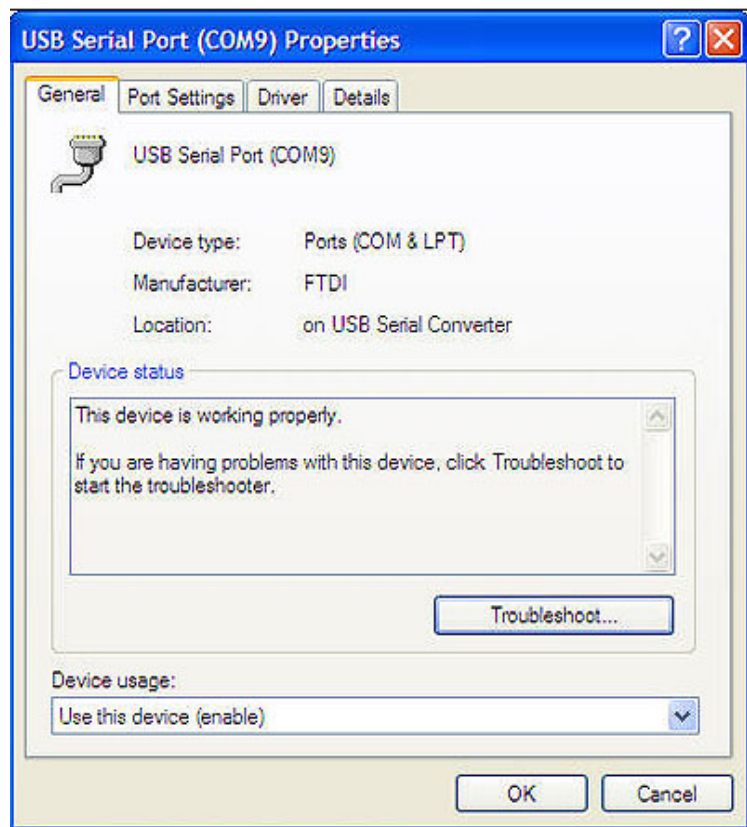 USB Serial Port (COM9) Properties
General Port Settings Driver Details
USB Serial Port (COM9)
Device type: Ports (COM & LPT)
Manufacturer: FTDI
Location: on USB Serial Converter
Device status
This device is working properly.
If you are having problems with this device, click Troubleshoot to
start the troubleshooter.
Troubleshoot...
Device usage:
Use this device (enable)
OK Cancel